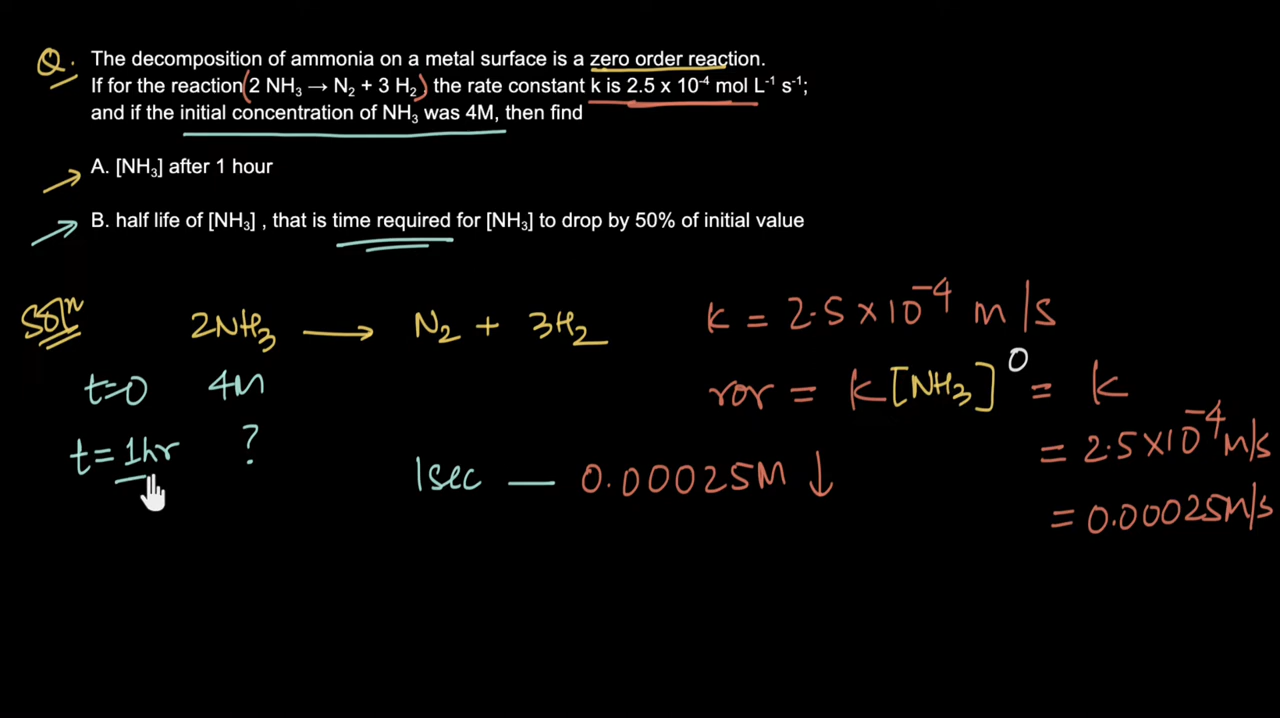 Q. The decomposition of ammonia on a metal surface is a zero order reaction.
If for the reaction (2 NH₃ → N₂ + 3 H₂) the rate constant k is 2.5 x 10⁻⁴ mol L⁻¹ s⁻¹;
and if the initial concentration of NH₃ was 4M, then find
A. [NH₃] after 1 hour
B. half life of [NH₃] , that is time required for [NH₃] to drop by 50% of initial value
Solⁿ 2NH₃ → N₂ + 3H₂
k = 2.5 × 10⁻⁴ M/s
t=0 4M
ror = k[NH₃]⁰ = k
= 2.5×10⁻⁴ M/s
t = 1hr ?
1sec — 0.00025M ↓
= 0.00025M/s